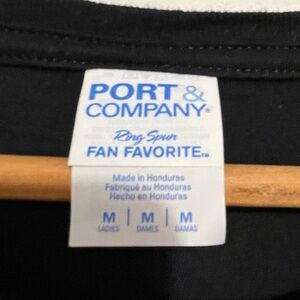 PORT &
COMPANY®
Ring Spun
FAN FAVORITE™
Made in Honduras
Fabriqué au Honduras
Hecho en Honduras
M | M | M
LADIES | DAMES | DAMAS